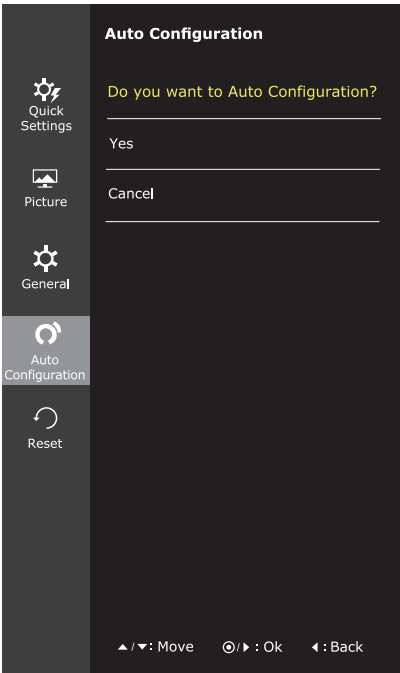 Auto Configuration
Do you want to Auto Configuration?
Yes
Cancel
Quick
Settings
Picture
General
Auto
Configuration
Reset
▲/▼: Move
◉/▶ : Ok
◀ : Back